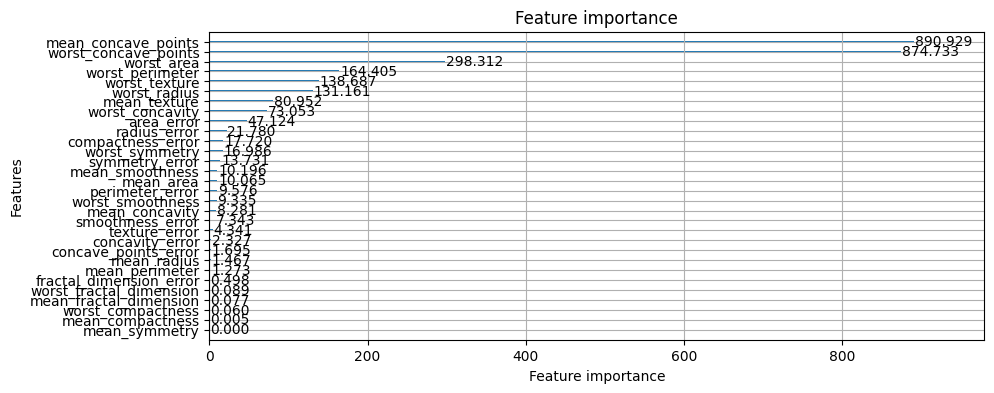 Feature importance
mean_concave_points 890.929
worst_concave_points 874.733
worst_area 298.312
worst_perimeter 164.405
worst_texture 138.687
worst_radius 131.161
mean_texture 80.952
worst_concavity 73.053
area_error 47.124
radius_error 21.780
compactness_error 17.720
worst_symmetry 16.986
symmetry_error 13.731
mean_smoothness 10.196
mean_area 10.065
perimeter_error 9.576
worst_smoothness 9.335
mean_concavity 8.281
smoothness_error 7.343
texture_error 4.341
concavity_error 2.327
concave_points_error 1.695
mean_radius 1.467
mean_perimeter 1.273
fractal_dimension_error 0.498
worst_fractal_dimension 0.089
mean_fractal_dimension 0.077
worst_compactness 0.060
mean_compactness 0.005
mean_symmetry 0.000
Features
0 200 400 600 800
Feature importance